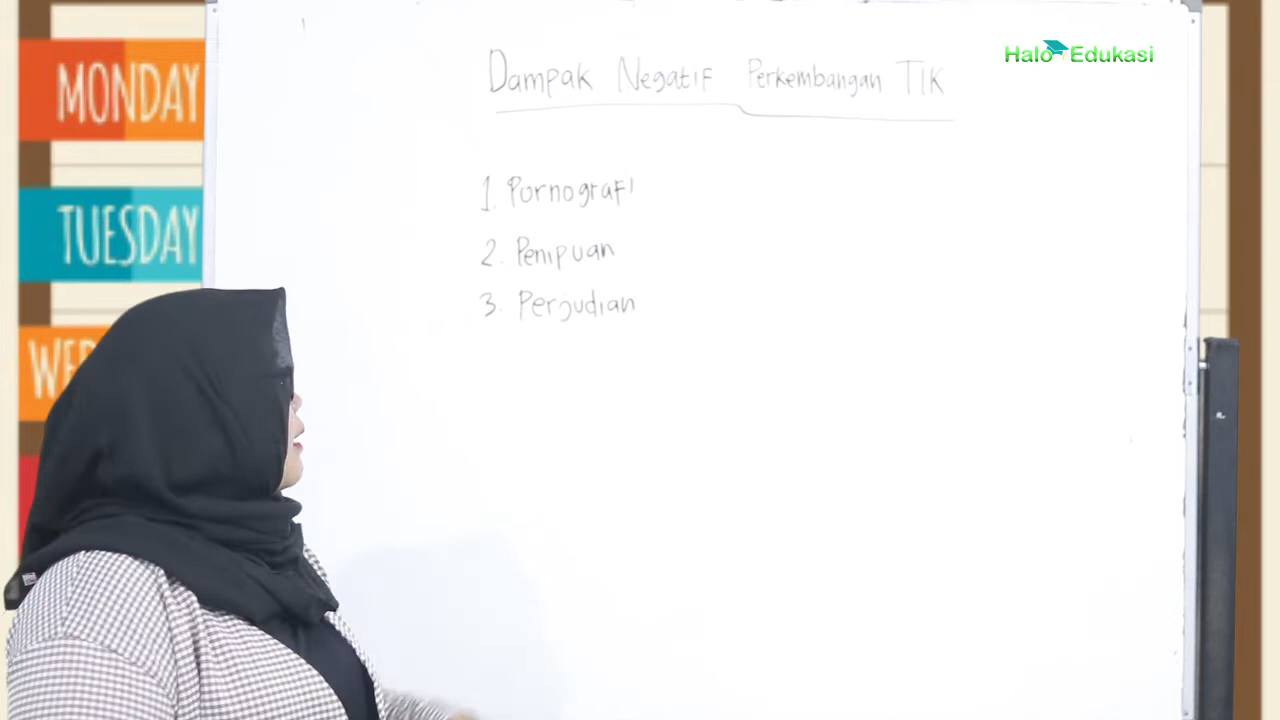 Halo Edukasi
MONDAY
TUESDAY
Dampak Negatif Perkembangan TIK
1. Pornografi
2. Penipuan
3. Perjudian